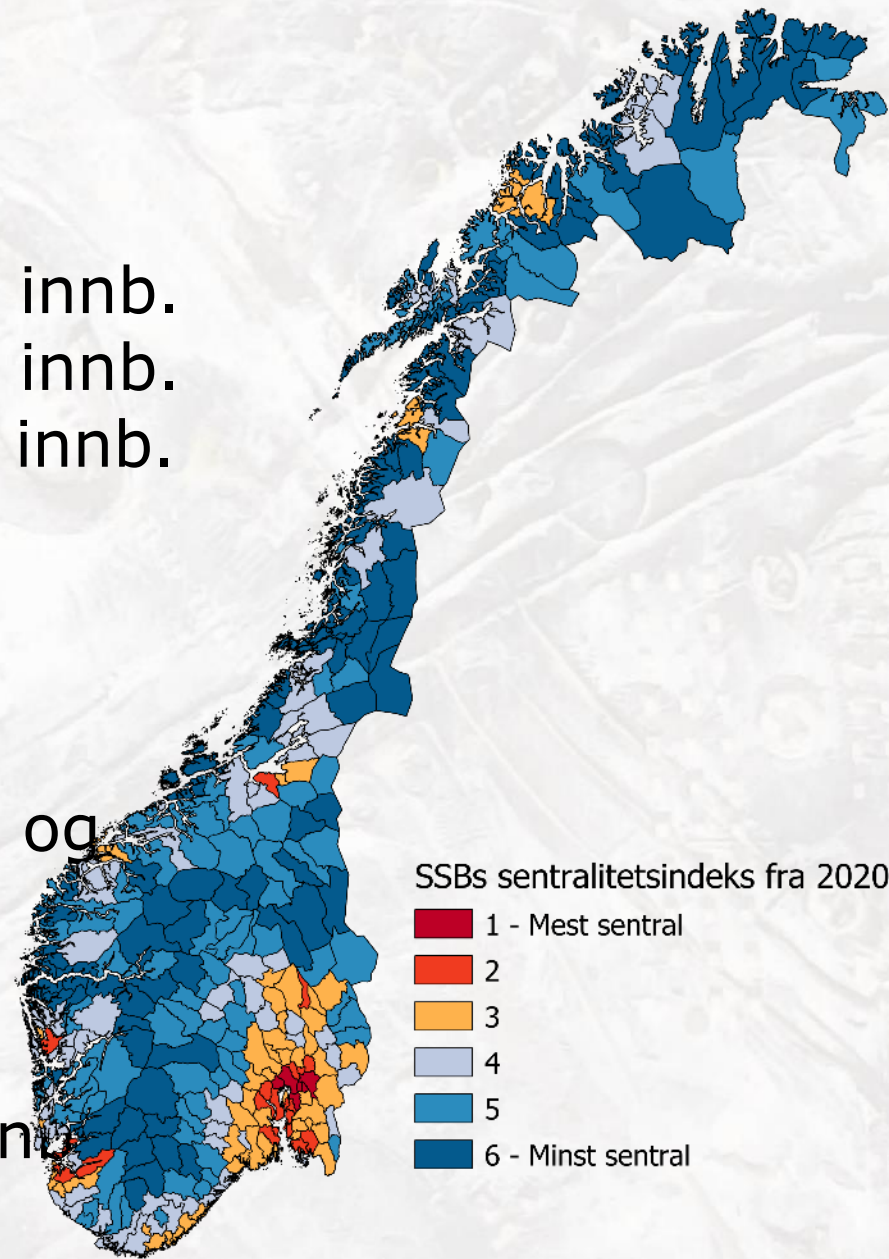 innb.
innb.
innb.
og
SSBs sentralitetsindeks fra 2020
1 - Mest sentral
2
3
4
5
6 - Minst sentral